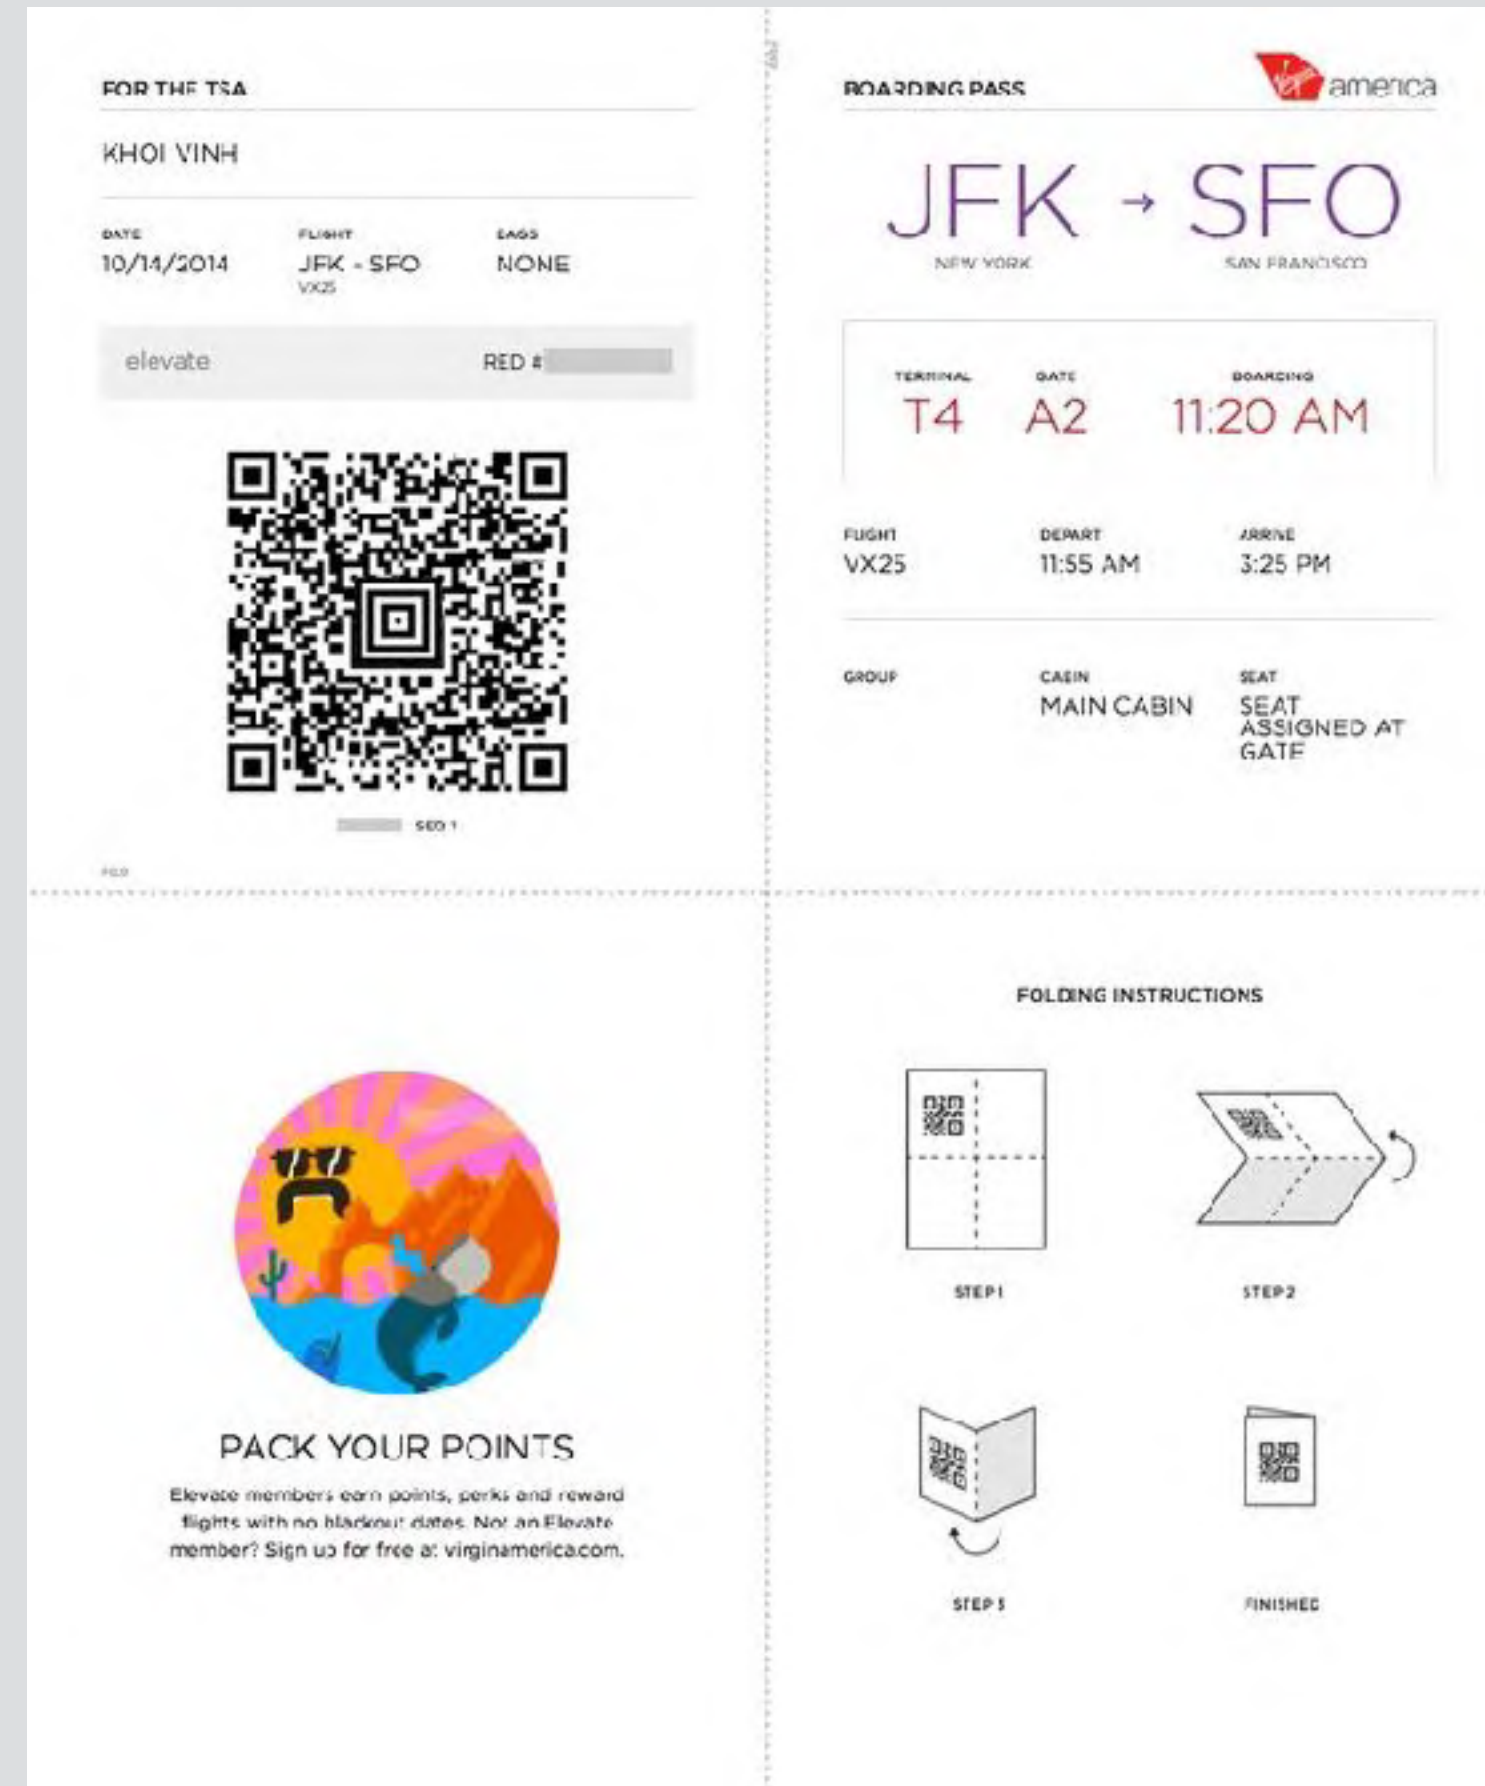 FOR THE TSA
KHOI VINH
DATE FLIGHT BAGS
10/14/2014 JFK - SFO NONE
VX25
elevate RED #
SEQ 1
FOLD
BOARDING PASS
Virgin america
JFK → SFO
NEW YORK SAN FRANCISCO
TERMINAL GATE BOARDING
T4 A2 11:20 AM
FLIGHT DEPART ARRIVE
VX25 11:55 AM 3:25 PM
GROUP CABIN SEAT
MAIN CABIN SEAT
ASSIGNED AT
GATE
FOLD
PACK YOUR POINTS
Elevate members earn points, perks and reward
flights with no blackout dates. Not an Elevate
member? Sign up for free at virginamerica.com.
FOLDING INSTRUCTIONS
STEP 1 STEP 2
STEP 3 FINISHED